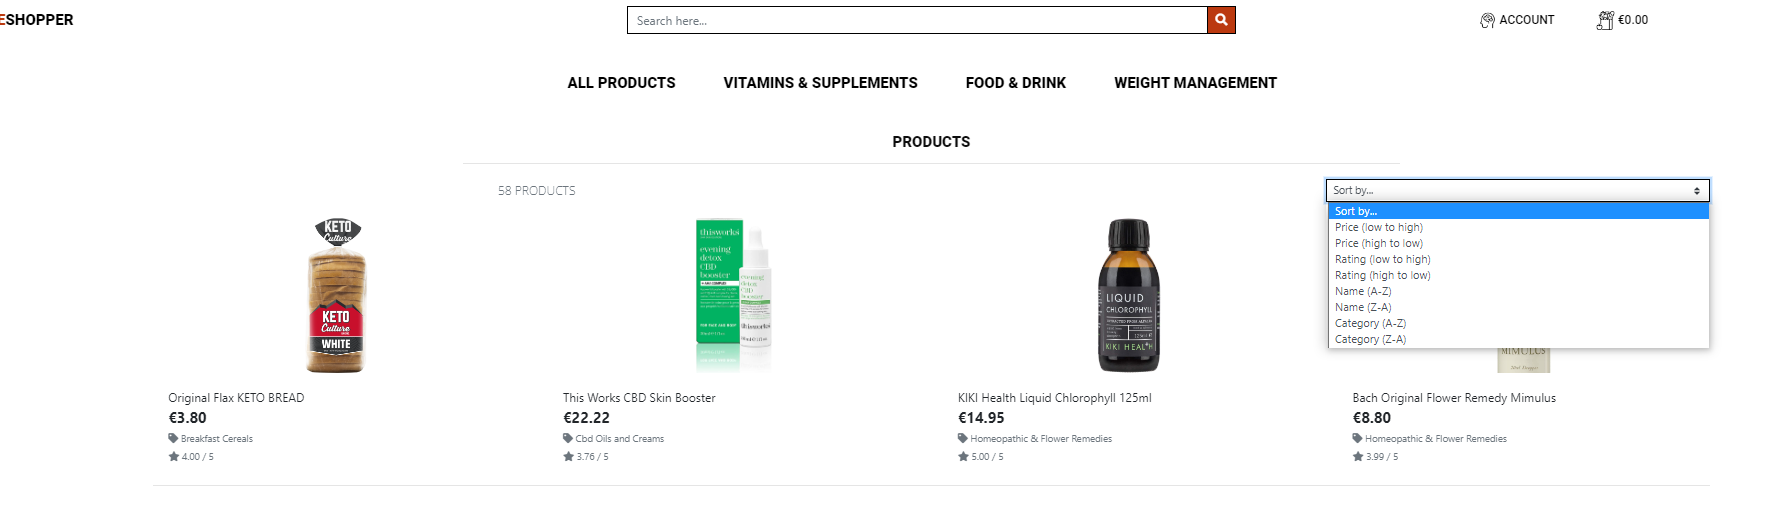 ESHOPPER
Search here...
ACCOUNT
€0.00
ALL PRODUCTS
VITAMINS & SUPPLEMENTS
FOOD & DRINK
WEIGHT MANAGEMENT
PRODUCTS
58 PRODUCTS
Sort by...
Sort by...
Price (low to high)
Price (high to low)
Rating (low to high)
Rating (high to low)
Name (A-Z)
Name (Z-A)
Category (A-Z)
Category (Z-A)
KETO
Culture
KETO
Culture
WHITE
thisworks
evening
detox
CBD
booster
evening
detox
CBD
booster
thisworks
LIQUID
CHLOROPHYLL
KIKI HEALTH
MIMULUS
Original Flax KETO BREAD
€3.80
Breakfast Cereals
4.00 / 5
This Works CBD Skin Booster
€22.22
Cbd Oils and Creams
3.76 / 5
KIKI Health Liquid Chlorophyll 125ml
€14.95
Homeopathic & Flower Remedies
5.00 / 5
Bach Original Flower Remedy Mimulus
€8.80
Homeopathic & Flower Remedies
3.99 / 5